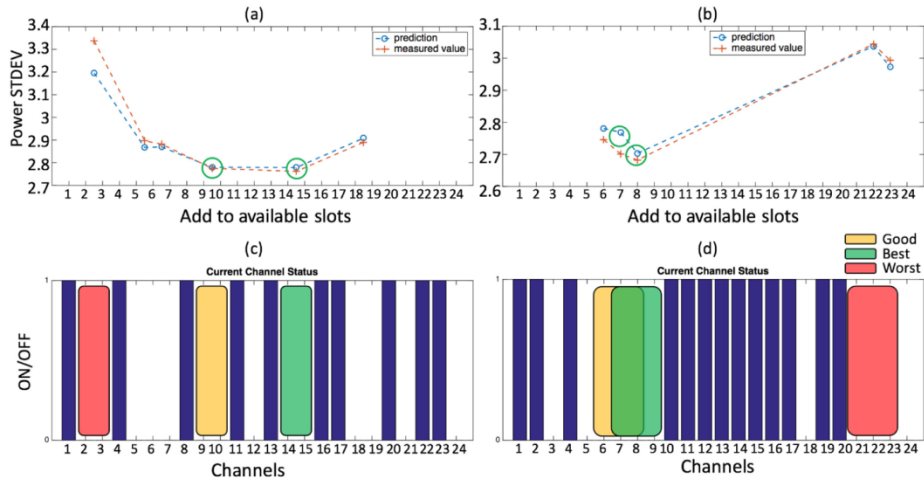 (a)
prediction
measured value
3.4
3.3
3.2
3.1
3
2.9
2.8
2.7
Power STDEV
1 2 3 4 5 6 7 8 9 10 11 12 13 14 15 16 17 18 19 20 21 22 23 24
Add to available slots
(b)
prediction
measured value
3.1
3
2.9
2.8
2.7
2.6
1 2 3 4 5 6 7 8 9 10 11 12 13 14 15 16 17 18 19 20 21 22 23 24
Add to available slots
(c)
Current Channel Status
1
0
ON/OFF
1 2 3 4 5 6 7 8 9 10 11 12 13 14 15 16 17 18 19 20 21 22 23 24
Channels
(d)
Good
Best
Worst
Current Channel Status
1
0
1 2 3 4 5 6 7 8 9 10 11 12 13 14 15 16 17 18 19 20 21 22 23 24
Channels